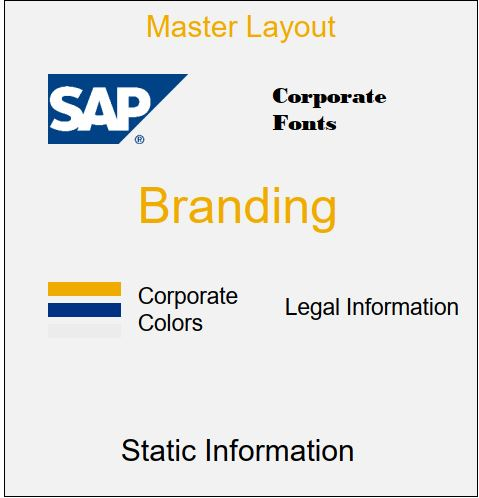 Master Layout
SAP®
Corporate
Fonts
Branding
Corporate
Colors
Legal Information
Static Information